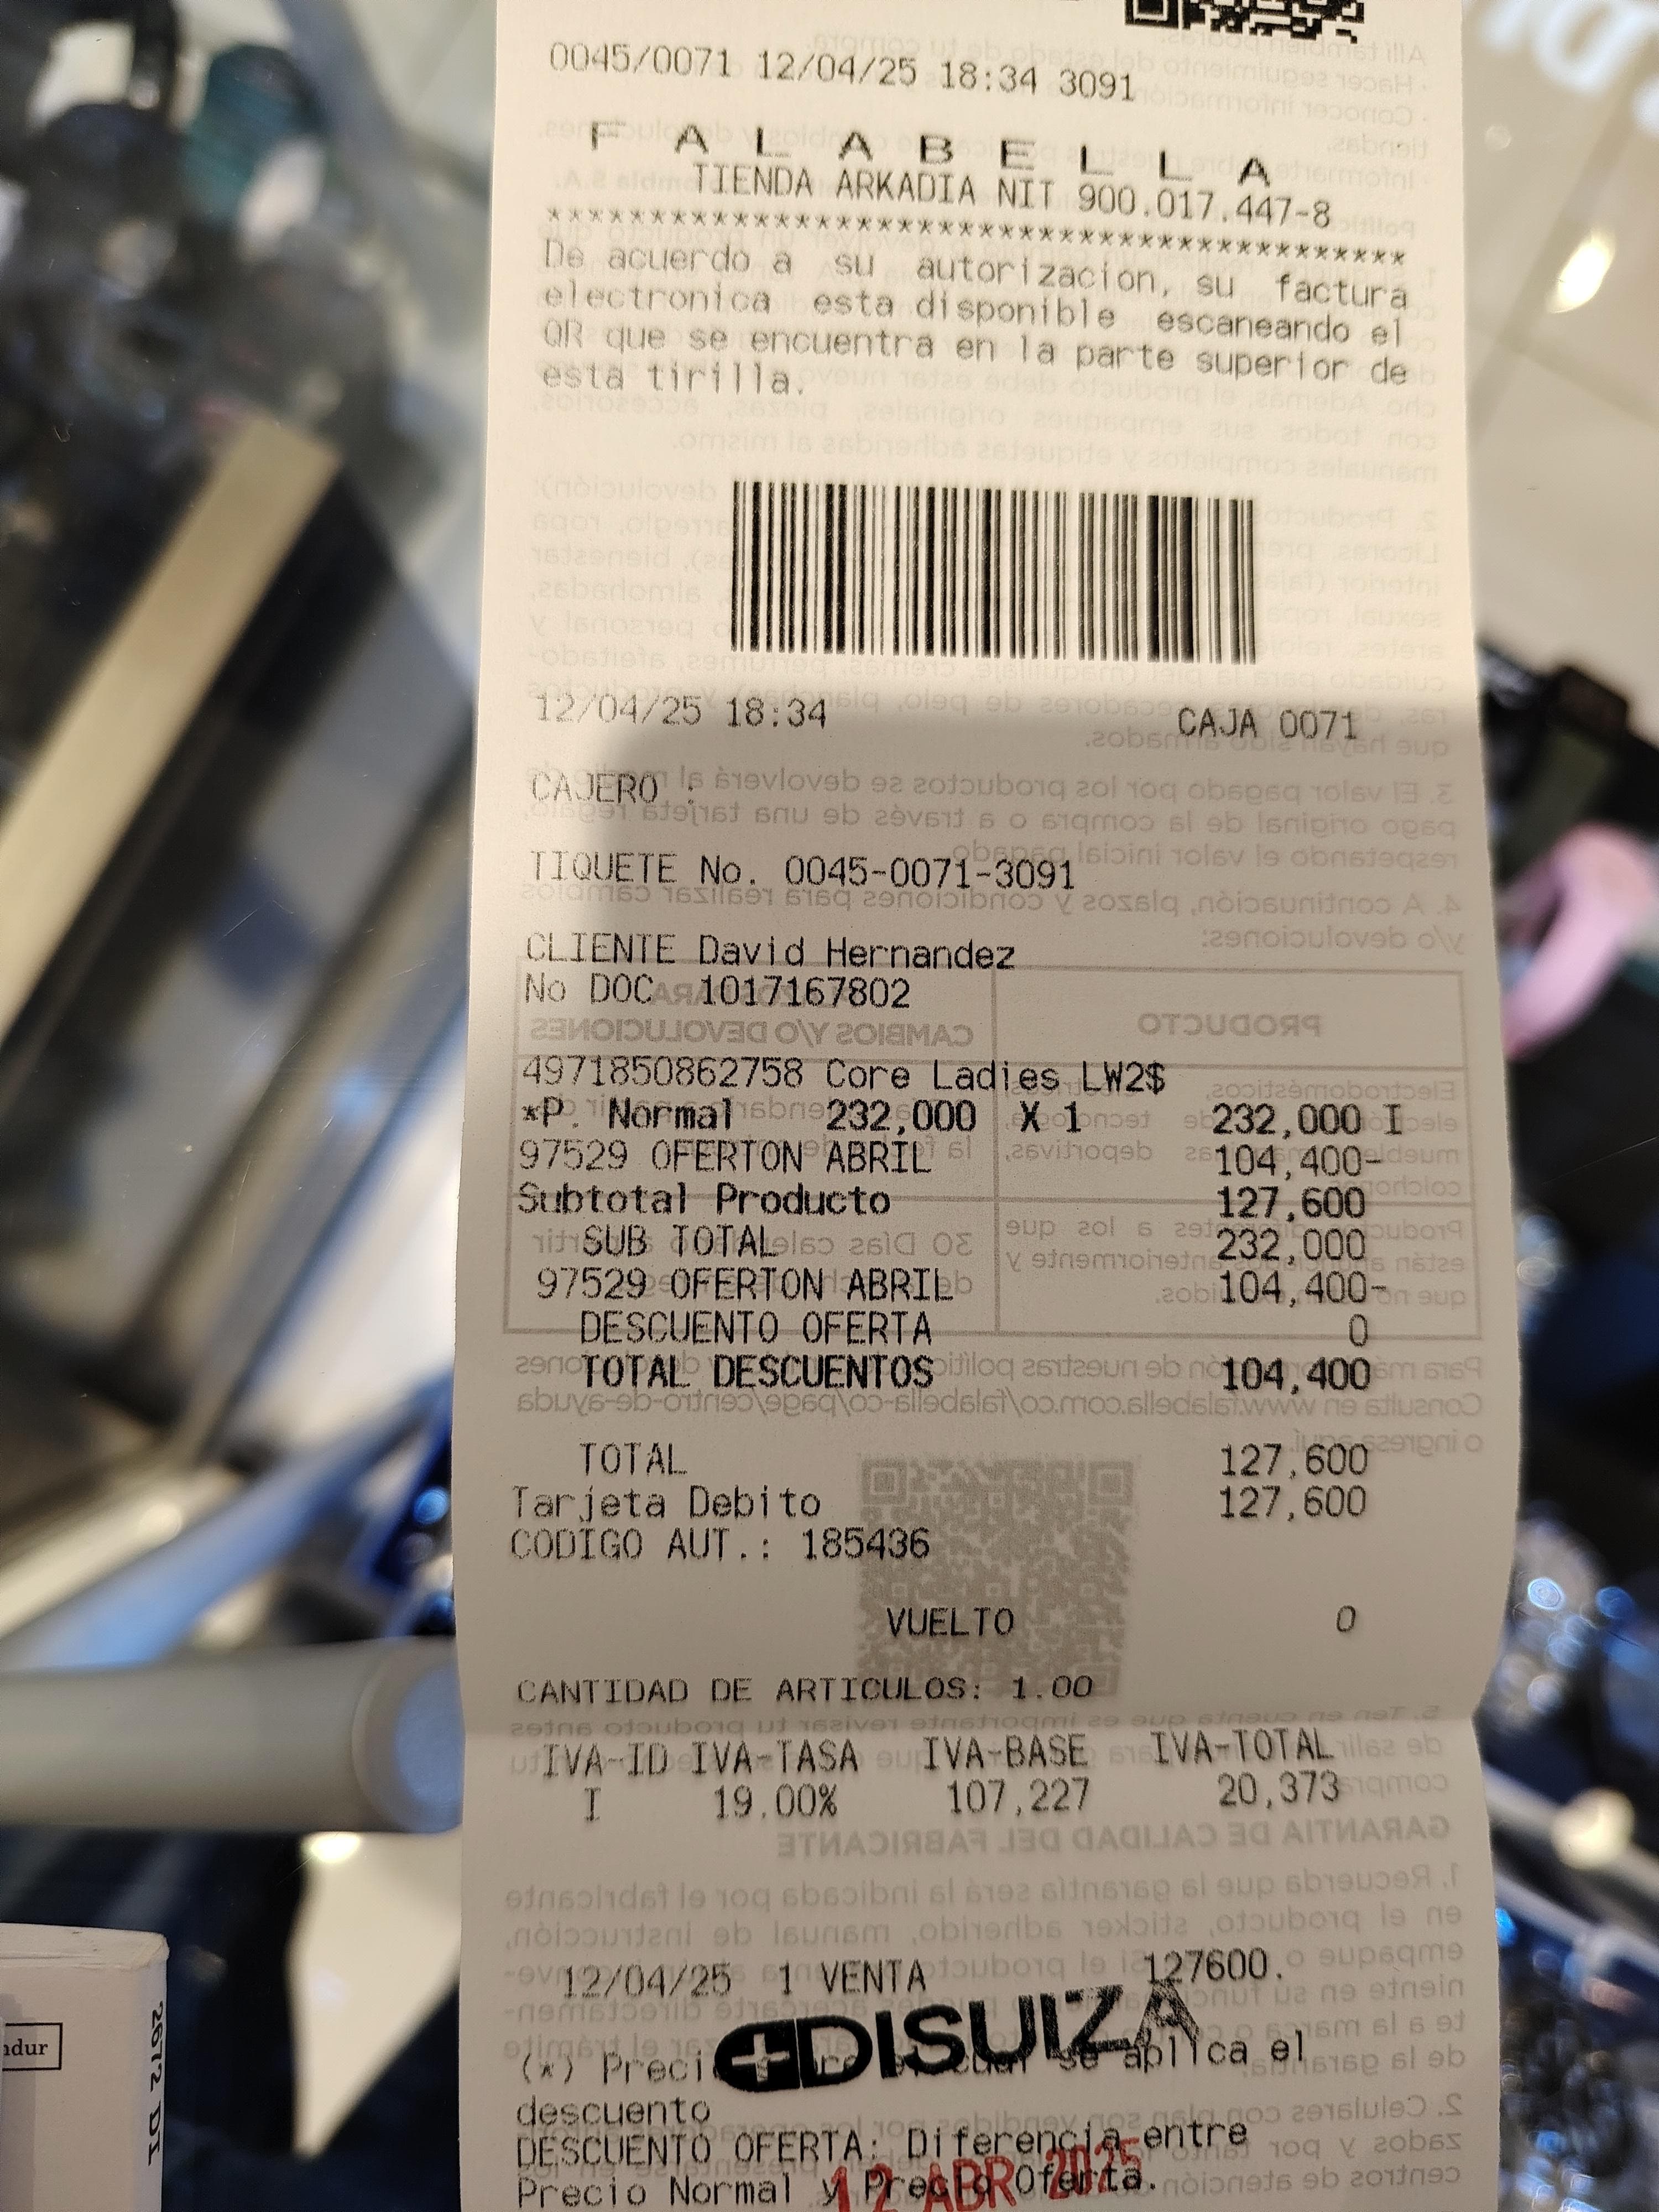 0045/0071 12/04/25 18:34 3091
F A L A B E L L A
TIENDA ARKADIA NIT 900.017.447-8
******************************************
De acuerdo a su autorizacion, su factura
electronica esta disponible escaneando el
QR que se encuentra en la parte superior de
esta tirilla.
12/04/25 18:34 CAJA 0071
CAJERO :
TIQUETE No. 0045-0071-3091
CLIENTE David Hernandez
No DOC 1017167802
4971850862758 Core Ladies LW2$
*P. Normal 232,000 X 1 232,000 I
97529 OFERTON ABRIL 104,400-
Subtotal Producto 127,600
SUB TOTAL 232,000
97529 OFERTON ABRIL 104,400-
DESCUENTO OFERTA 0
TOTAL DESCUENTOS 104,400
TOTAL 127,600
Tarjeta Debito 127,600
CODIGO AUT.: 185436
VUELTO 0
CANTIDAD DE ARTICULOS: 1.00
IVA-ID IVA-TASA IVA-BASE IVA-TOTAL
I 19.00% 107,227 20,373
12/04/25 1 VENTA 127600.
DISUIZA
(*) Preci cual se aplica el
descuento
DESCUENTO OFERTA: Diferencia entre
Precio Normal y Precio Oferta.
12 ABR 2025